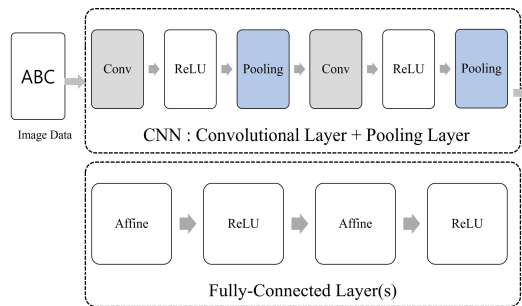 ABC
Image Data
Conv ReLU Pooling Conv ReLU Pooling
CNN : Convolutional Layer + Pooling Layer
Affine ReLU Affine ReLU
Fully-Connected Layer(s)